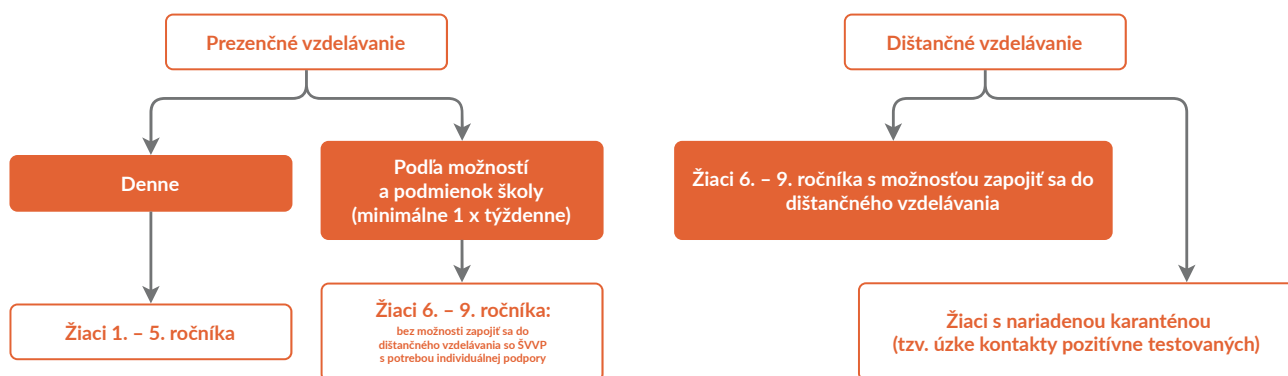 Prezenčné vzdelávanie
Dištančné vzdelávanie
Denne
Podľa možností
a podmienok školy
(minimálne 1 x týždenne)
Žiaci 6. – 9. ročníka s možnosťou zapojiť sa do
dištančného vzdelávania
Žiaci 1. – 5. ročníka
Žiaci 6. – 9. ročníka:
bez možnosti zapojiť sa do
dištančného vzdelávania so ŠVVP
s potrebou individuálnej podpory
Žiaci s nariadenou karanténou
(tzv. úzke kontakty pozitívne testovaných)